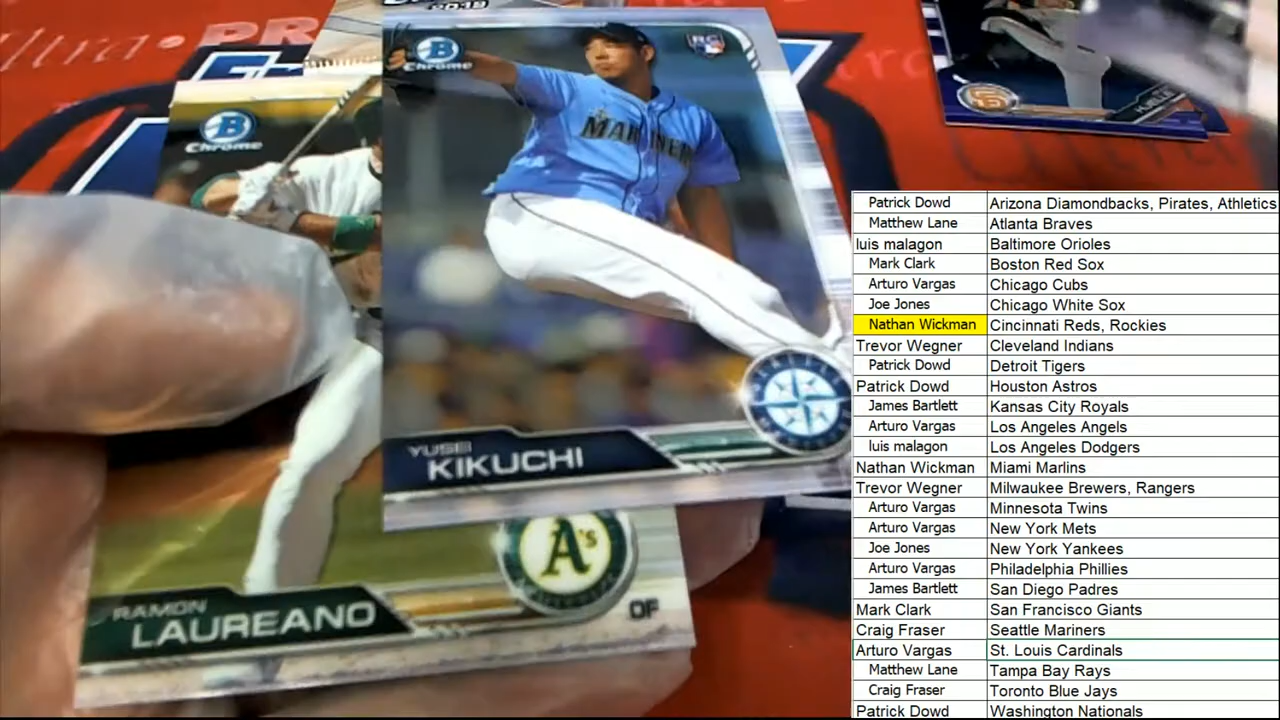 Ultra PR
2019
B
Chrome
RC
B
Chrome
MARINER
SF
YUSEI
KIKUCHI
A's
RAMON
LAUREANO
OF
Patrick Dowd Arizona Diamondbacks, Pirates, Athletics
Matthew Lane Atlanta Braves
luis malagon Baltimore Orioles
Mark Clark Boston Red Sox
Arturo Vargas Chicago Cubs
Joe Jones Chicago White Sox
Nathan Wickman Cincinnati Reds, Rockies
Trevor Wegner Cleveland Indians
Patrick Dowd Detroit Tigers
Patrick Dowd Houston Astros
James Bartlett Kansas City Royals
Arturo Vargas Los Angeles Angels
luis malagon Los Angeles Dodgers
Nathan Wickman Miami Marlins
Trevor Wegner Milwaukee Brewers, Rangers
Arturo Vargas Minnesota Twins
Arturo Vargas New York Mets
Joe Jones New York Yankees
Arturo Vargas Philadelphia Phillies
James Bartlett San Diego Padres
Mark Clark San Francisco Giants
Craig Fraser Seattle Mariners
Arturo Vargas St. Louis Cardinals
Matthew Lane Tampa Bay Rays
Craig Fraser Toronto Blue Jays
Patrick Dowd Washington Nationals